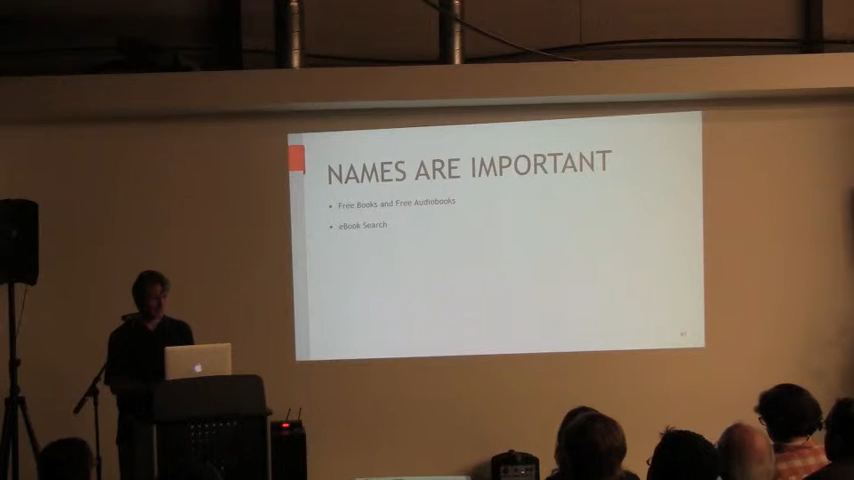 NAMES ARE IMPORTANT
Free Books and Free Audiobooks
eBook Search